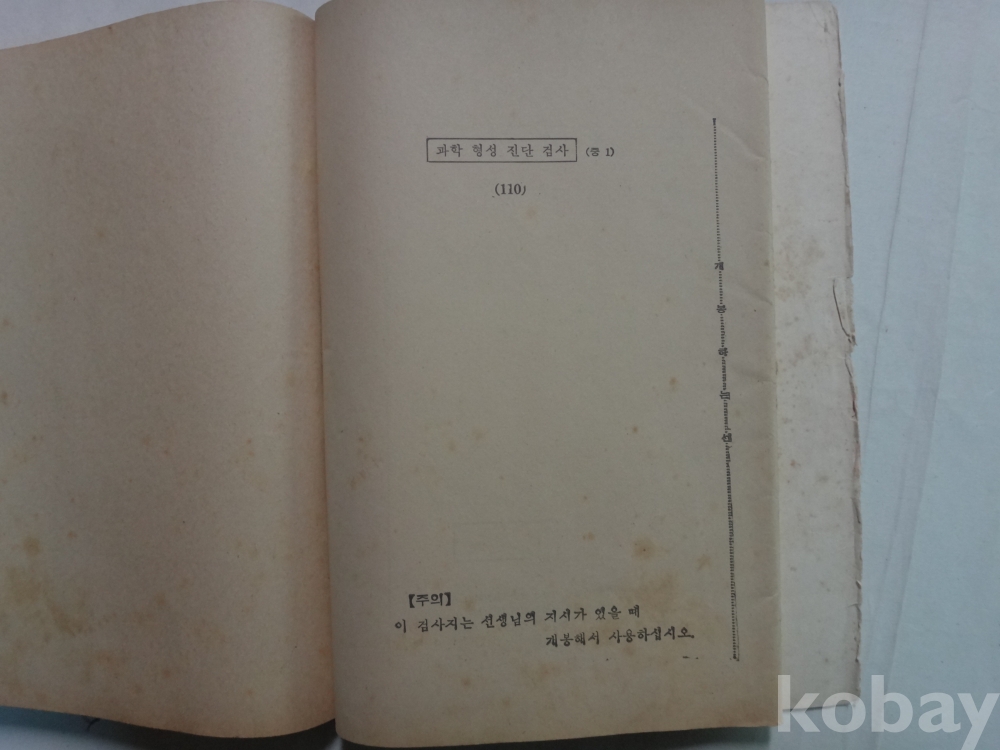 과학 형성 진단 검사 (중 1)
(110)
개봉하는선
【주의】
이 검사지는 선생님의 지시가 있을 때
개봉해서 사용하십시오.
kobay